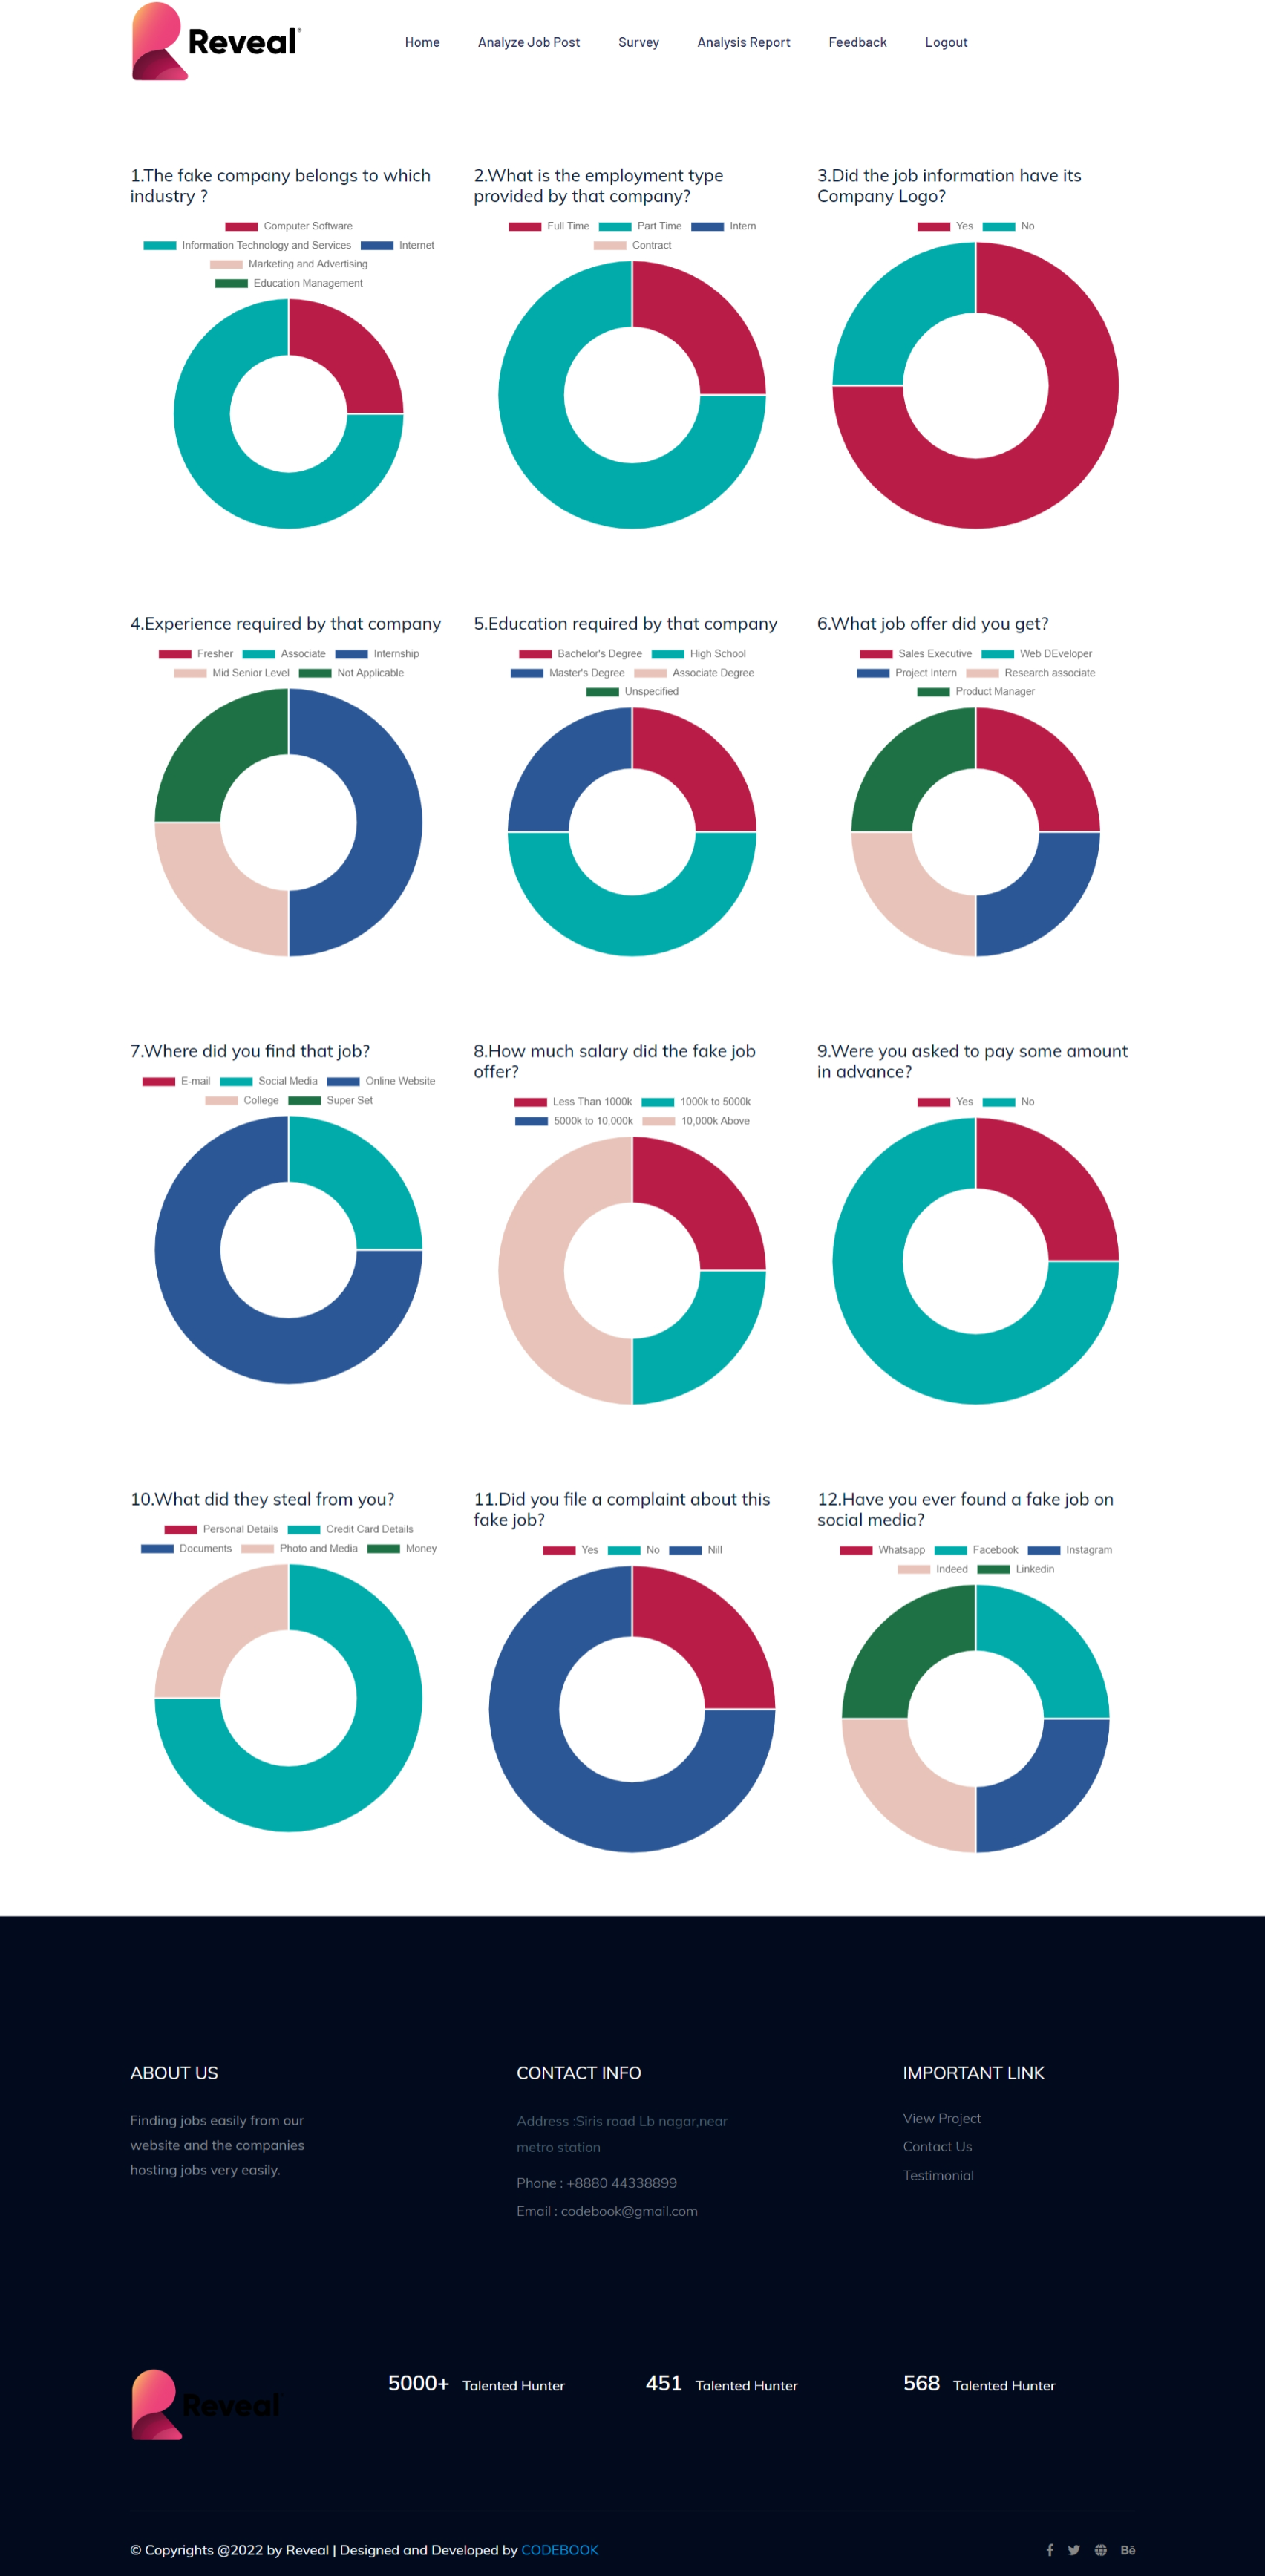 Reveal®
Home Analyze Job Post Survey Analysis Report Feedback Logout
1.The fake company belongs to which
industry ?
Computer Software
Information Technology and Services Internet
Marketing and Advertising
Education Management
2.What is the employment type
provided by that company?
Full Time Part Time Intern
Contract
3.Did the job information have its
Company Logo?
Yes No
4.Experience required by that company
Fresher Associate Internship
Mid Senior Level Not Applicable
5.Education required by that company
Bachelor's Degree High School
Master's Degree Associate Degree
Unspecified
6.What job offer did you get?
Sales Executive Web DEveloper
Project Intern Research associate
Product Manager
7.Where did you find that job?
E-mail Social Media Online Website
College Super Set
8.How much salary did the fake job
offer?
Less Than 1000k 1000k to 5000k
5000k to 10,000k 10,000k Above
9.Were you asked to pay some amount
in advance?
Yes No
10.What did they steal from you?
Personal Details Credit Card Details
Documents Photo and Media Money
11.Did you file a complaint about this
fake job?
Yes No Nill
12.Have you ever found a fake job on
social media?
Whatsapp Facebook Instagram
Indeed Linkedin
ABOUT US
Finding jobs easily from our
website and the companies
hosting jobs very easily.
CONTACT INFO
Address :Siris road Lb nagar,near
metro station
Phone : +8880 44338899
Email : codebook@gmail.com
IMPORTANT LINK
View Project
Contact Us
Testimonial
Reveal
5000+ Talented Hunter
451 Talented Hunter
568 Talented Hunter
© Copyrights @2022 by Reveal | Designed and Developed by CODEBOOK
Bē